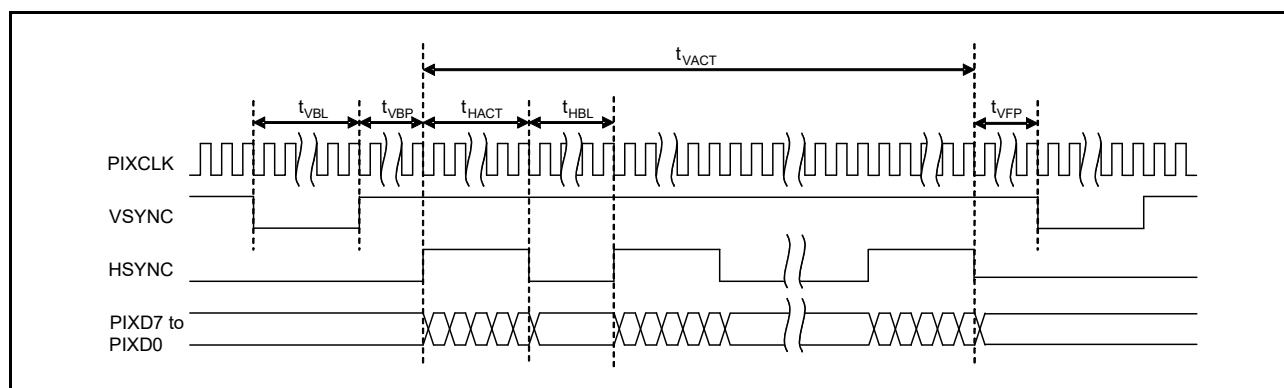 tVACT
tVBL tVBP tHACT tHBL tVFP
PIXCLK
VSYNC
HSYNC
PIXD7 to
PIXD0